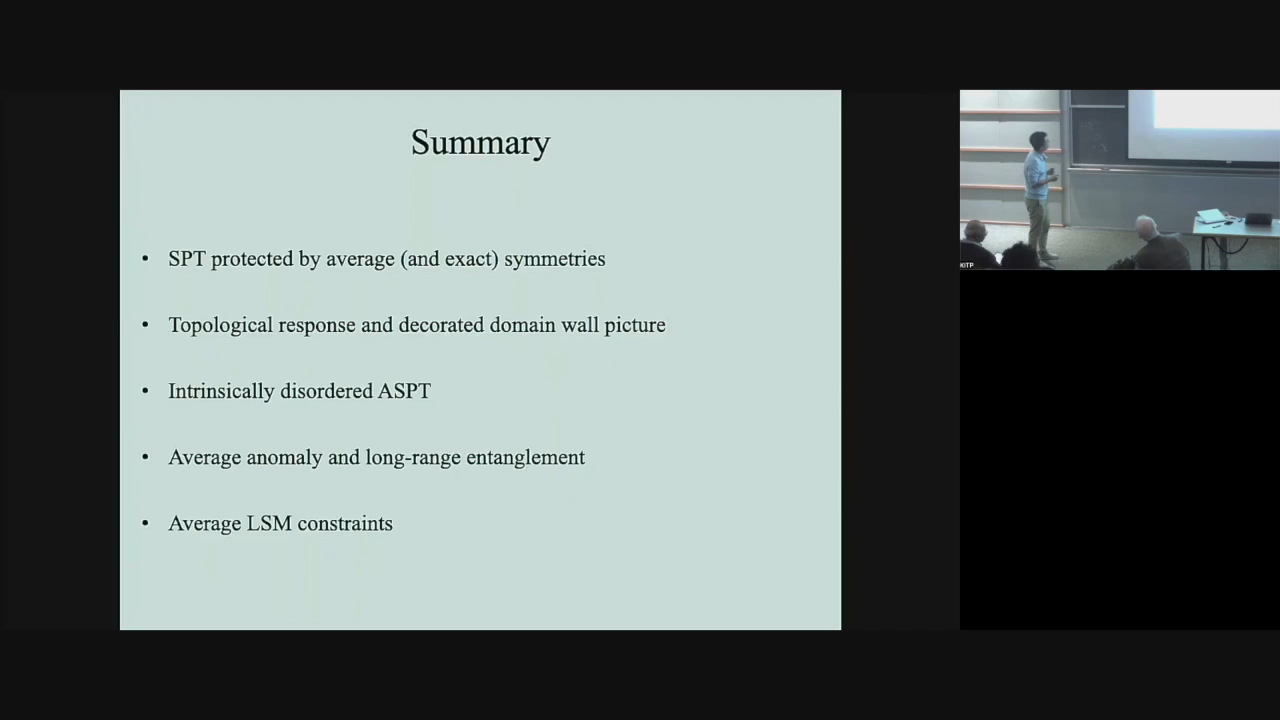 Summary
• SPT protected by average (and exact) symmetries
• Topological response and decorated domain wall picture
• Intrinsically disordered ASPT
• Average anomaly and long-range entanglement
• Average LSM constraints
KITP